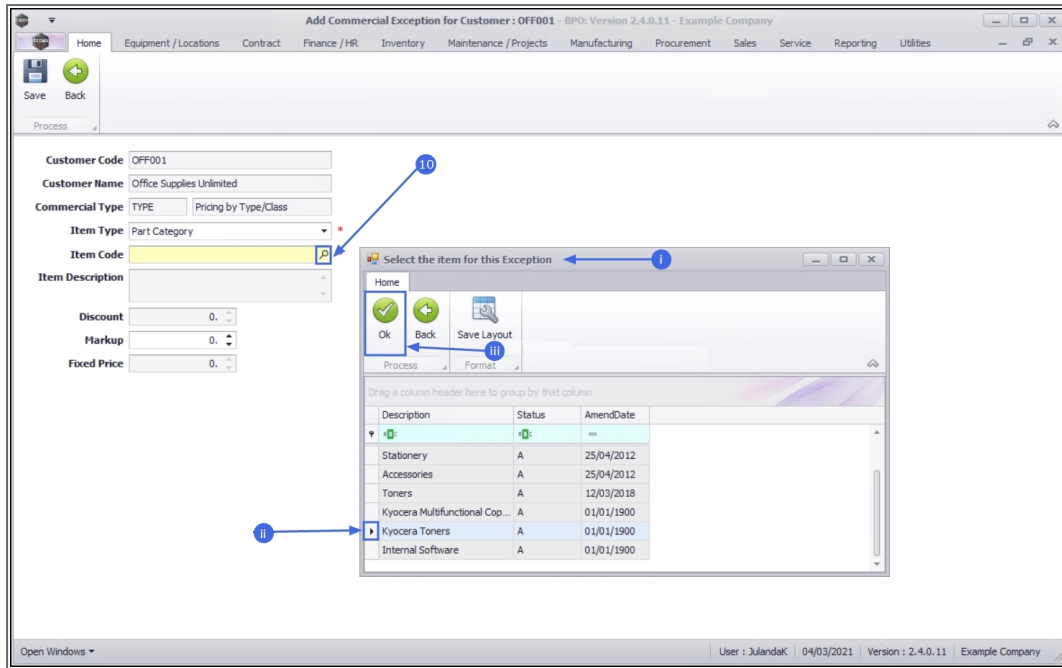 Add Commercial Exception for Customer : OFF001 - BPO: Version 2.4.0.11 - Example Company
Home Equipment / Locations Contract Finance / HR Inventory Maintenance / Projects Manufacturing Procurement Sales Service Reporting Utilities
Save Back
Process
Customer Code OFF001
10
Customer Name Office Supplies Unlimited
Commercial Type TYPE Pricing by Type/Class
Item Type Part Category *
Item Code
Item Description
Discount 0.
Markup 0.
Fixed Price 0.
Select the item for this Exception
i
Home
Ok Back Save Layout
iii
Process Format
Drag a column header here to group by that column
Description Status AmendDate
=
Stationery A 25/04/2012
Accessories A 25/04/2012
Toners A 12/03/2018
Kyocera Multifunctional Cop... A 01/01/1900
ii
Kyocera Toners A 01/01/1900
Internal Software A 01/01/1900
Open Windows User : JulandaK 04/03/2021 Version : 2.4.0.11 Example Company